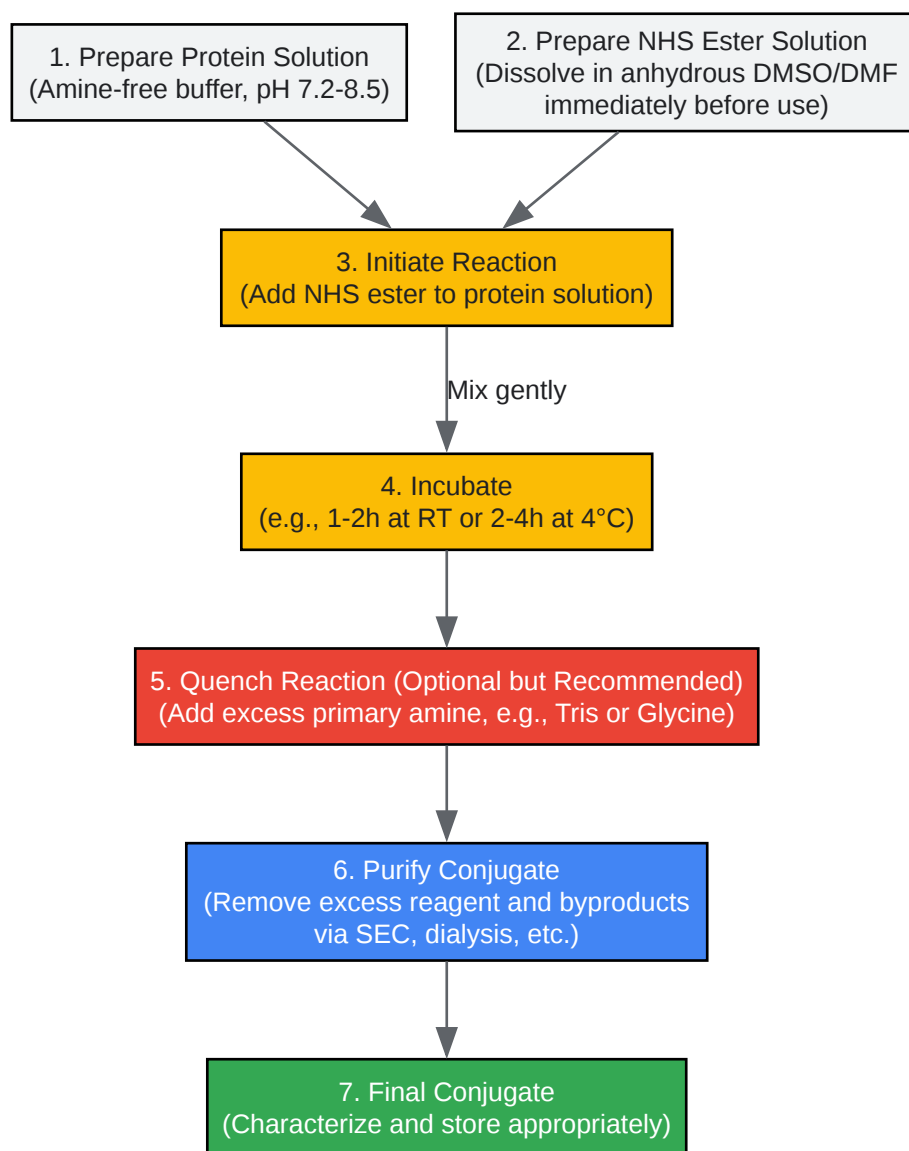 1. Prepare Protein Solution
(Amine-free buffer, pH 7.2-8.5)
2. Prepare NHS Ester Solution
(Dissolve in anhydrous DMSO/DMF
immediately before use)
3. Initiate Reaction
(Add NHS ester to protein solution)
Mix gently
4. Incubate
(e.g., 1-2h at RT or 2-4h at 4°C)
5. Quench Reaction (Optional but Recommended)
(Add excess primary amine, e.g., Tris or Glycine)
6. Purify Conjugate
(Remove excess reagent and byproducts
via SEC, dialysis, etc.)
7. Final Conjugate
(Characterize and store appropriately)